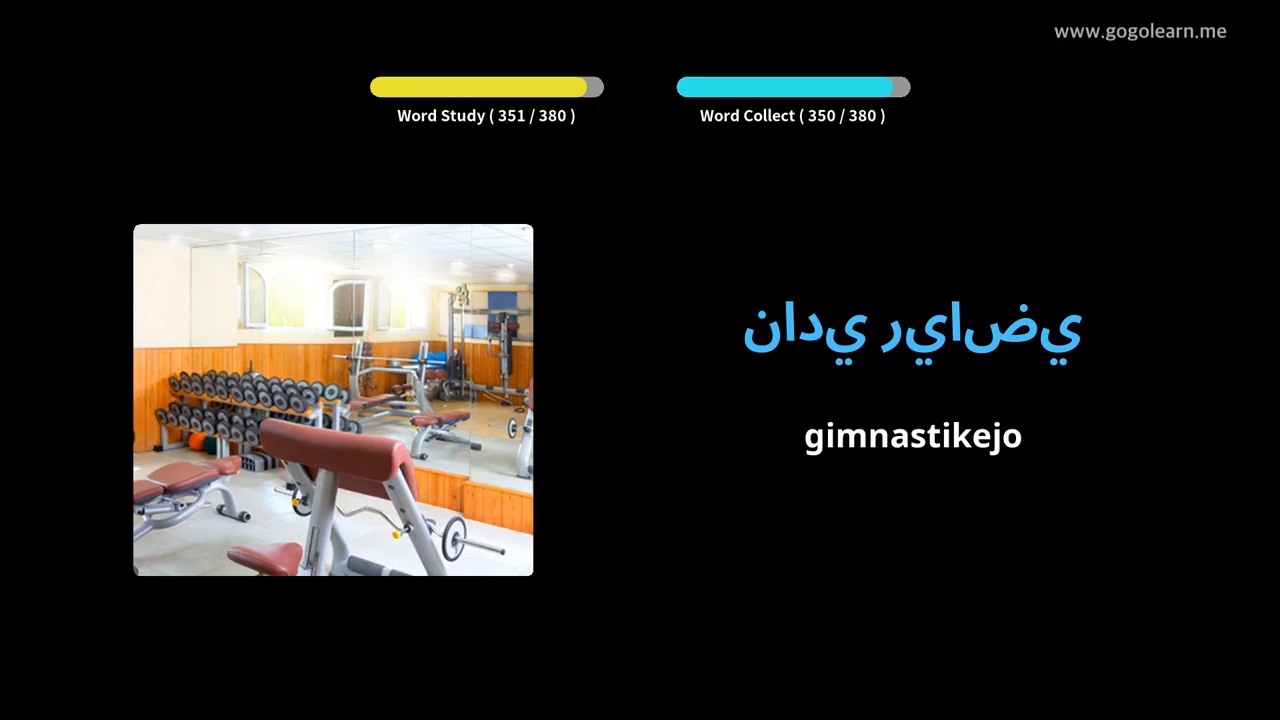 www.gogolearn.me
Word Study ( 351 / 380 )
Word Collect ( 350 / 380 )
نادي رياضي
gimnastikejo